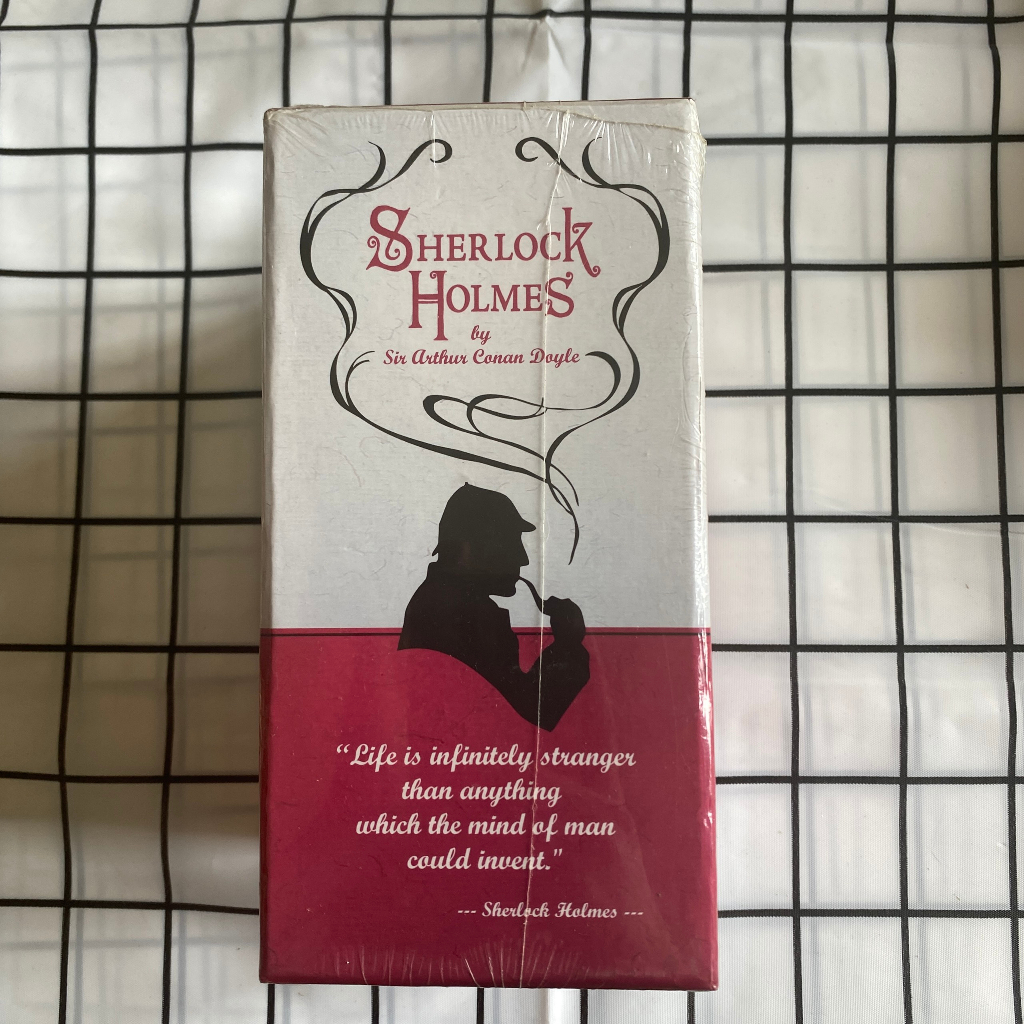 SHERLOCK
HOLMES
by
Sir Arthur Conan Doyle
“Life is infinitely stranger
than anything
which the mind of man
could invent.”
--- Sherlock Holmes ---